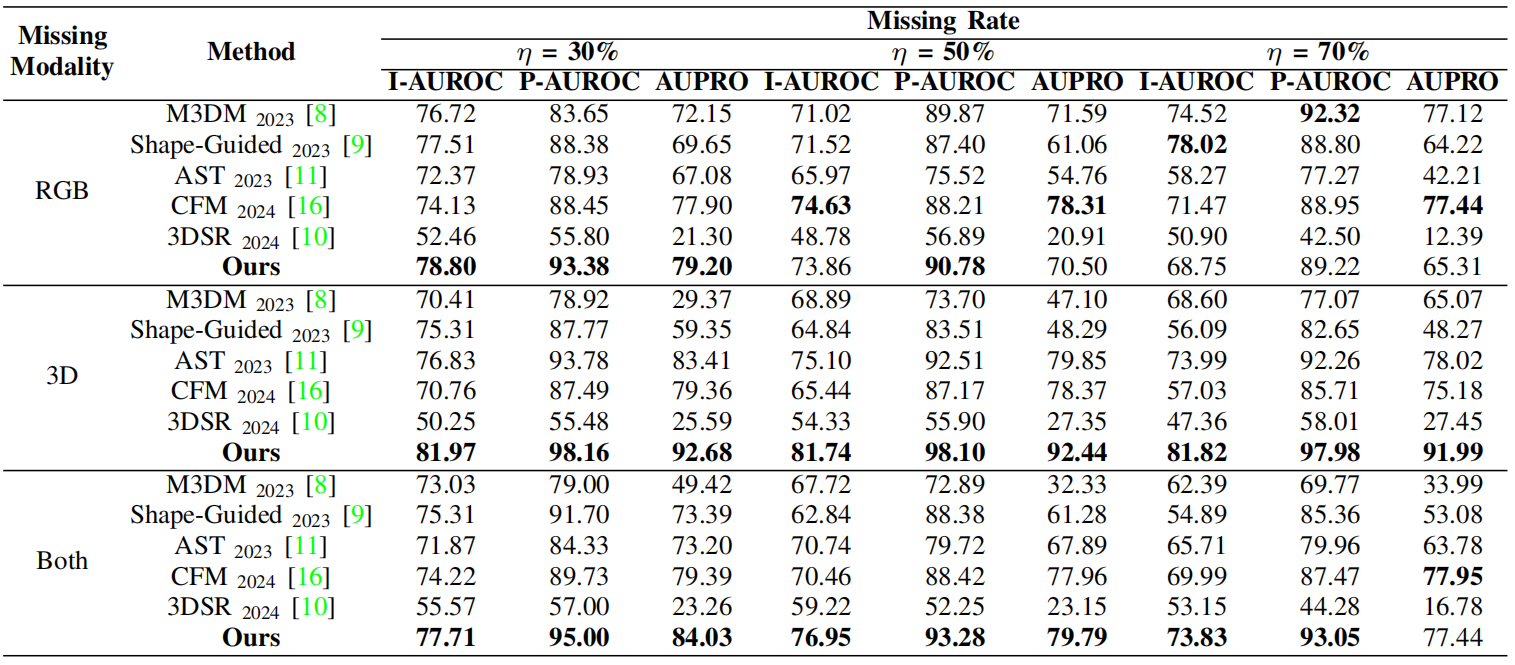 Missing Rate
Missing Modality Method η = 30% η = 50% η = 70%
I-AUROC P-AUROC AUPRO I-AUROC P-AUROC AUPRO I-AUROC P-AUROC AUPRO
RGB
M3DM 2023 [8] 76.72 83.65 72.15 71.02 89.87 71.59 74.52 92.32 77.12
Shape-Guided 2023 [9] 77.51 88.38 69.65 71.52 87.40 61.06 78.02 88.80 64.22
AST 2023 [11] 72.37 78.93 67.08 65.97 75.52 54.76 58.27 77.27 42.21
CFM 2024 [16] 74.13 88.45 77.90 74.63 88.21 78.31 71.47 88.95 77.44
3DSR 2024 [10] 52.46 55.80 21.30 48.78 56.89 20.91 50.90 42.50 12.39
Ours 78.80 93.38 79.20 73.86 90.78 70.50 68.75 89.22 65.31
3D
M3DM 2023 [8] 70.41 78.92 29.37 68.89 73.70 47.10 68.60 77.07 65.07
Shape-Guided 2023 [9] 75.31 87.77 59.35 64.84 83.51 48.29 56.09 82.65 48.27
AST 2023 [11] 76.83 93.78 83.41 75.10 92.51 79.85 73.99 92.26 78.02
CFM 2024 [16] 70.76 87.49 79.36 65.44 87.17 78.37 57.03 85.71 75.18
3DSR 2024 [10] 50.25 55.48 25.59 54.33 55.90 27.35 47.36 58.01 27.45
Ours 81.97 98.16 92.68 81.74 98.10 92.44 81.82 97.98 91.99
Both
M3DM 2023 [8] 73.03 79.00 49.42 67.72 72.89 32.33 62.39 69.77 33.99
Shape-Guided 2023 [9] 75.31 91.70 73.39 62.84 88.38 61.28 54.89 85.36 53.08
AST 2023 [11] 71.87 84.33 73.20 70.74 79.72 67.89 65.71 79.96 63.78
CFM 2024 [16] 74.22 89.73 79.39 70.46 88.42 77.96 69.99 87.47 77.95
3DSR 2024 [10] 55.57 57.00 23.26 59.22 52.25 23.15 53.15 44.28 16.78
Ours 77.71 95.00 84.03 76.95 93.28 79.79 73.83 93.05 77.44